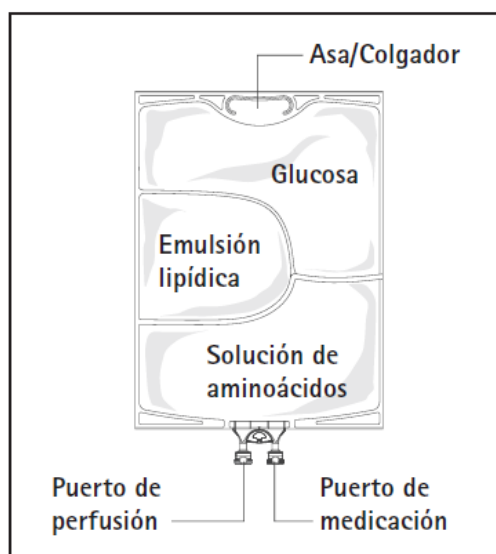 Asa/Colgador
Glucosa
Emulsión
lipídica
Solución de
aminoácidos
Puerto de
perfusión
Puerto de
medicación